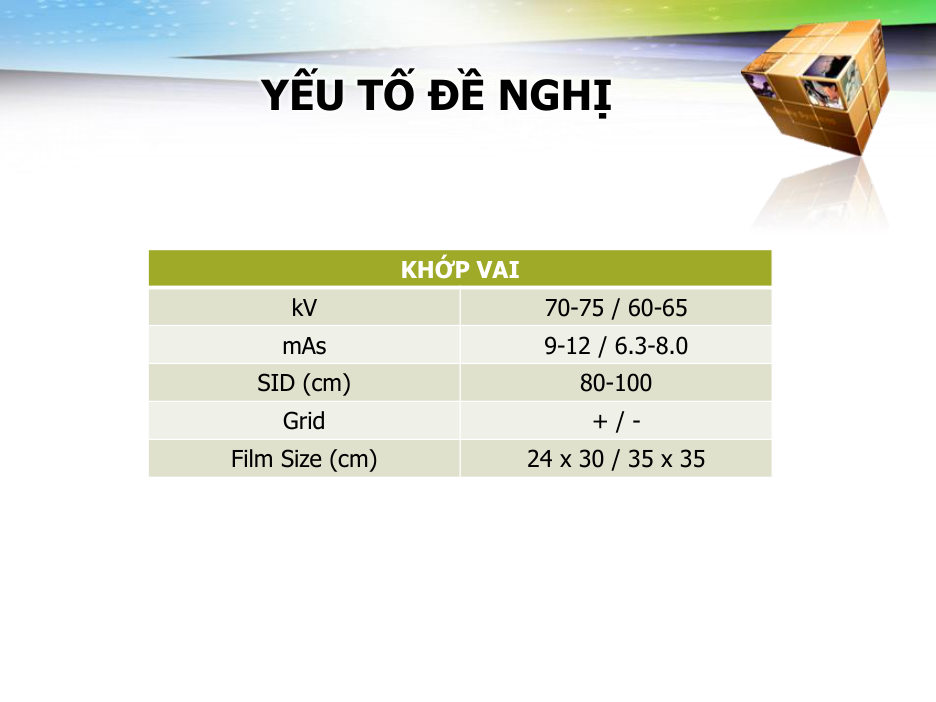 YẾU TỐ ĐỀ NGHỊ
KHỚP VAI
kV 70-75 / 60-65
mAs 9-12 / 6.3-8.0
SID (cm) 80-100
Grid + / -
Film Size (cm) 24 x 30 / 35 x 35